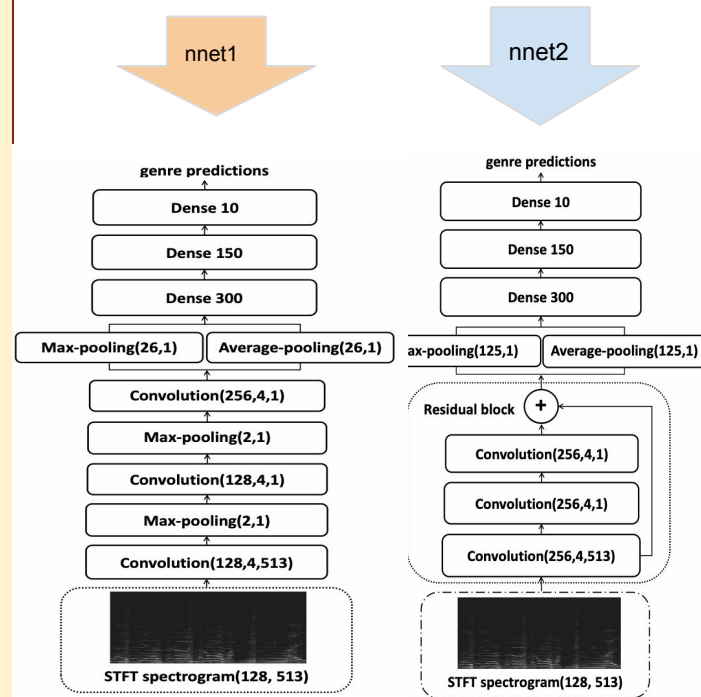 nnet1
genre predictions
Dense 10
Dense 150
Dense 300
Max-pooling(26,1) Average-pooling(26,1)
Convolution(256,4,1)
Max-pooling(2,1)
Convolution(128,4,1)
Max-pooling(2,1)
Convolution(128,4,513)
STFT spectrogram(128, 513)
nnet2
genre predictions
Dense 10
Dense 150
Dense 300
ax-pooling(125,1) Average-pooling(125,1)
Residual block +
Convolution(256,4,1)
Convolution(256,4,1)
Convolution(256,4,513)
STFT spectrogram(128, 513)